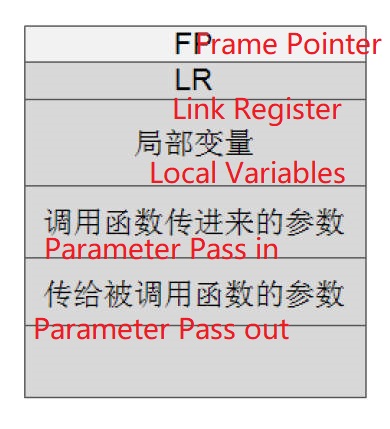 FP
Frame Pointer
LR
Link Register
局部变量
Local Variables
调用函数传进来的参数
Parameter Pass in
传给被调用函数的参数
Parameter Pass out